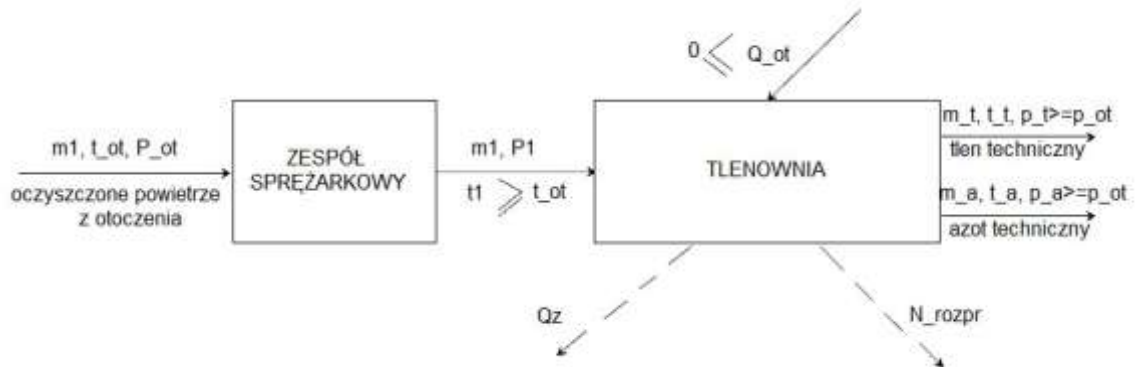 0 ≤ Q_ot
m1, t_ot, P_ot
oczyszczone powietrze
z otoczenia
ZESPÓŁ
SPRĘŻARKOWY
m1, P1
t1 ≥ t_ot
TLENOWNIA
m_t, t_t, p_t>=p_ot
tlen techniczny
m_a, t_a, p_a>=p_ot
azot techniczny
Qz
N_rozpr